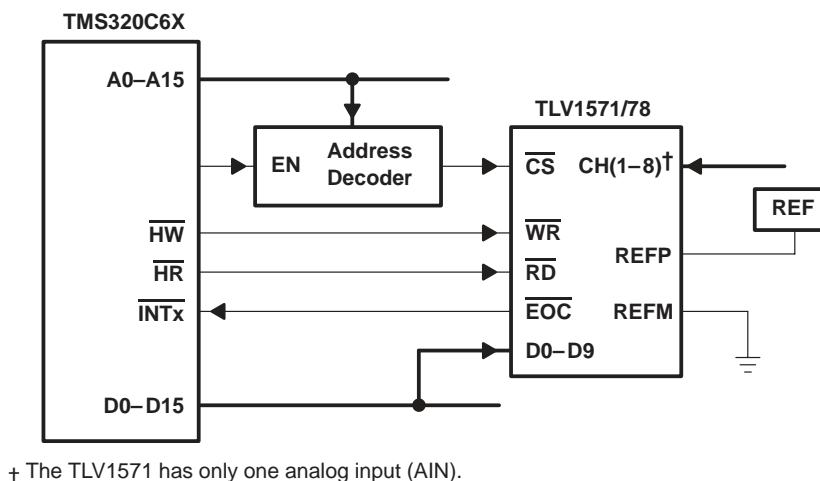 TMS320C6X
A0–A15
TLV1571/78
EN Address Decoder
CS
CH(1–8)†
REF
HW
WR
REFP
HR
RD
INTx
EOC
REFM
D0–D9
D0–D15
† The TLV1571 has only one analog input (AIN).